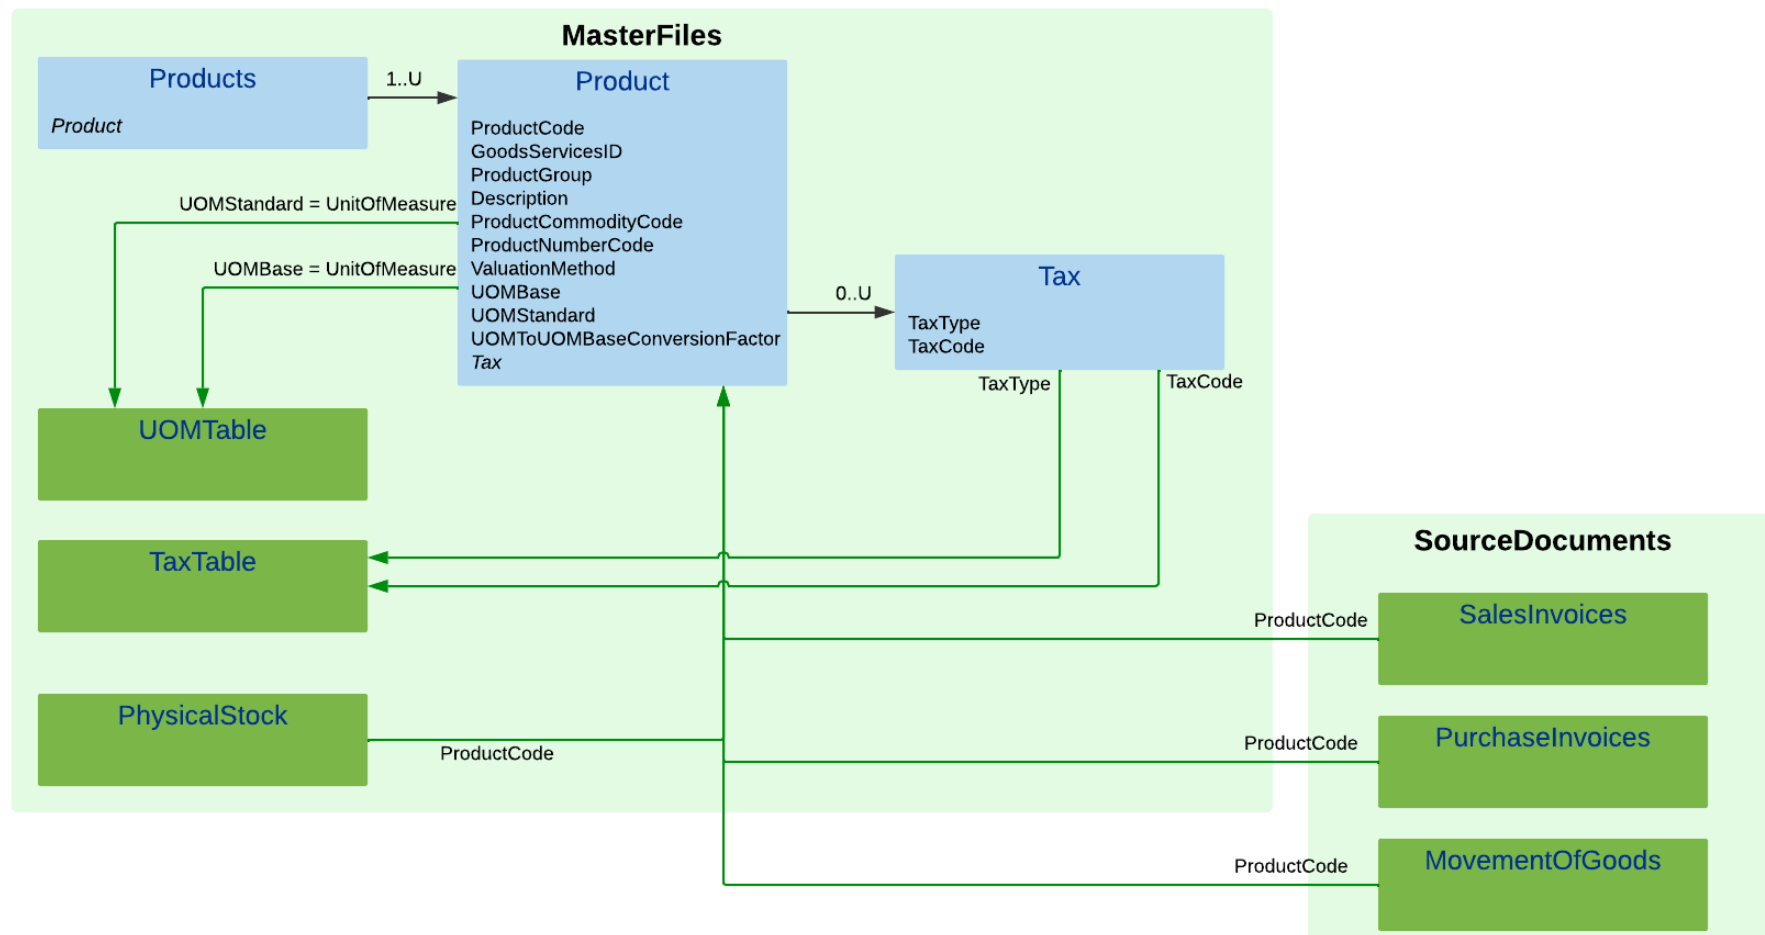 MasterFiles
Products
Product
1..U
Product
ProductCode
GoodsServicesID
ProductGroup
Description
ProductCommodityCode
ProductNumberCode
ValuationMethod
UOMBase
UOMStandard
UOMToUOMBaseConversionFactor
Tax
UOMStandard = UnitOfMeasure
UOMBase = UnitOfMeasure
0..U
Tax
TaxType
TaxCode
TaxType
TaxCode
UOMTable
TaxTable
PhysicalStock
ProductCode
SourceDocuments
ProductCode
SalesInvoices
ProductCode
PurchaseInvoices
ProductCode
MovementOfGoods